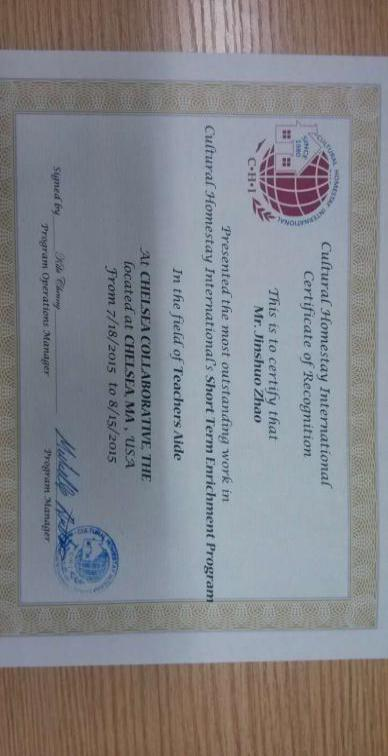 CULTURAL HOMESTAY INTERNATIONAL
SINCE 1980
C·H·I
Cultural Homestay International
Certificate of Recognition
This is to certify that
Mr. Jinshuo Zhao
Presented the most outstanding work in
Cultural Homestay International's Short Term Enrichment Program
In the field of Teachers Aide
At CHELSEA COLLABORATIVE, THE
located at CHELSEA, MA , USA
From 7/18/2015 to 8/15/2015
Signed by
Program Operations Manager
Program Manager